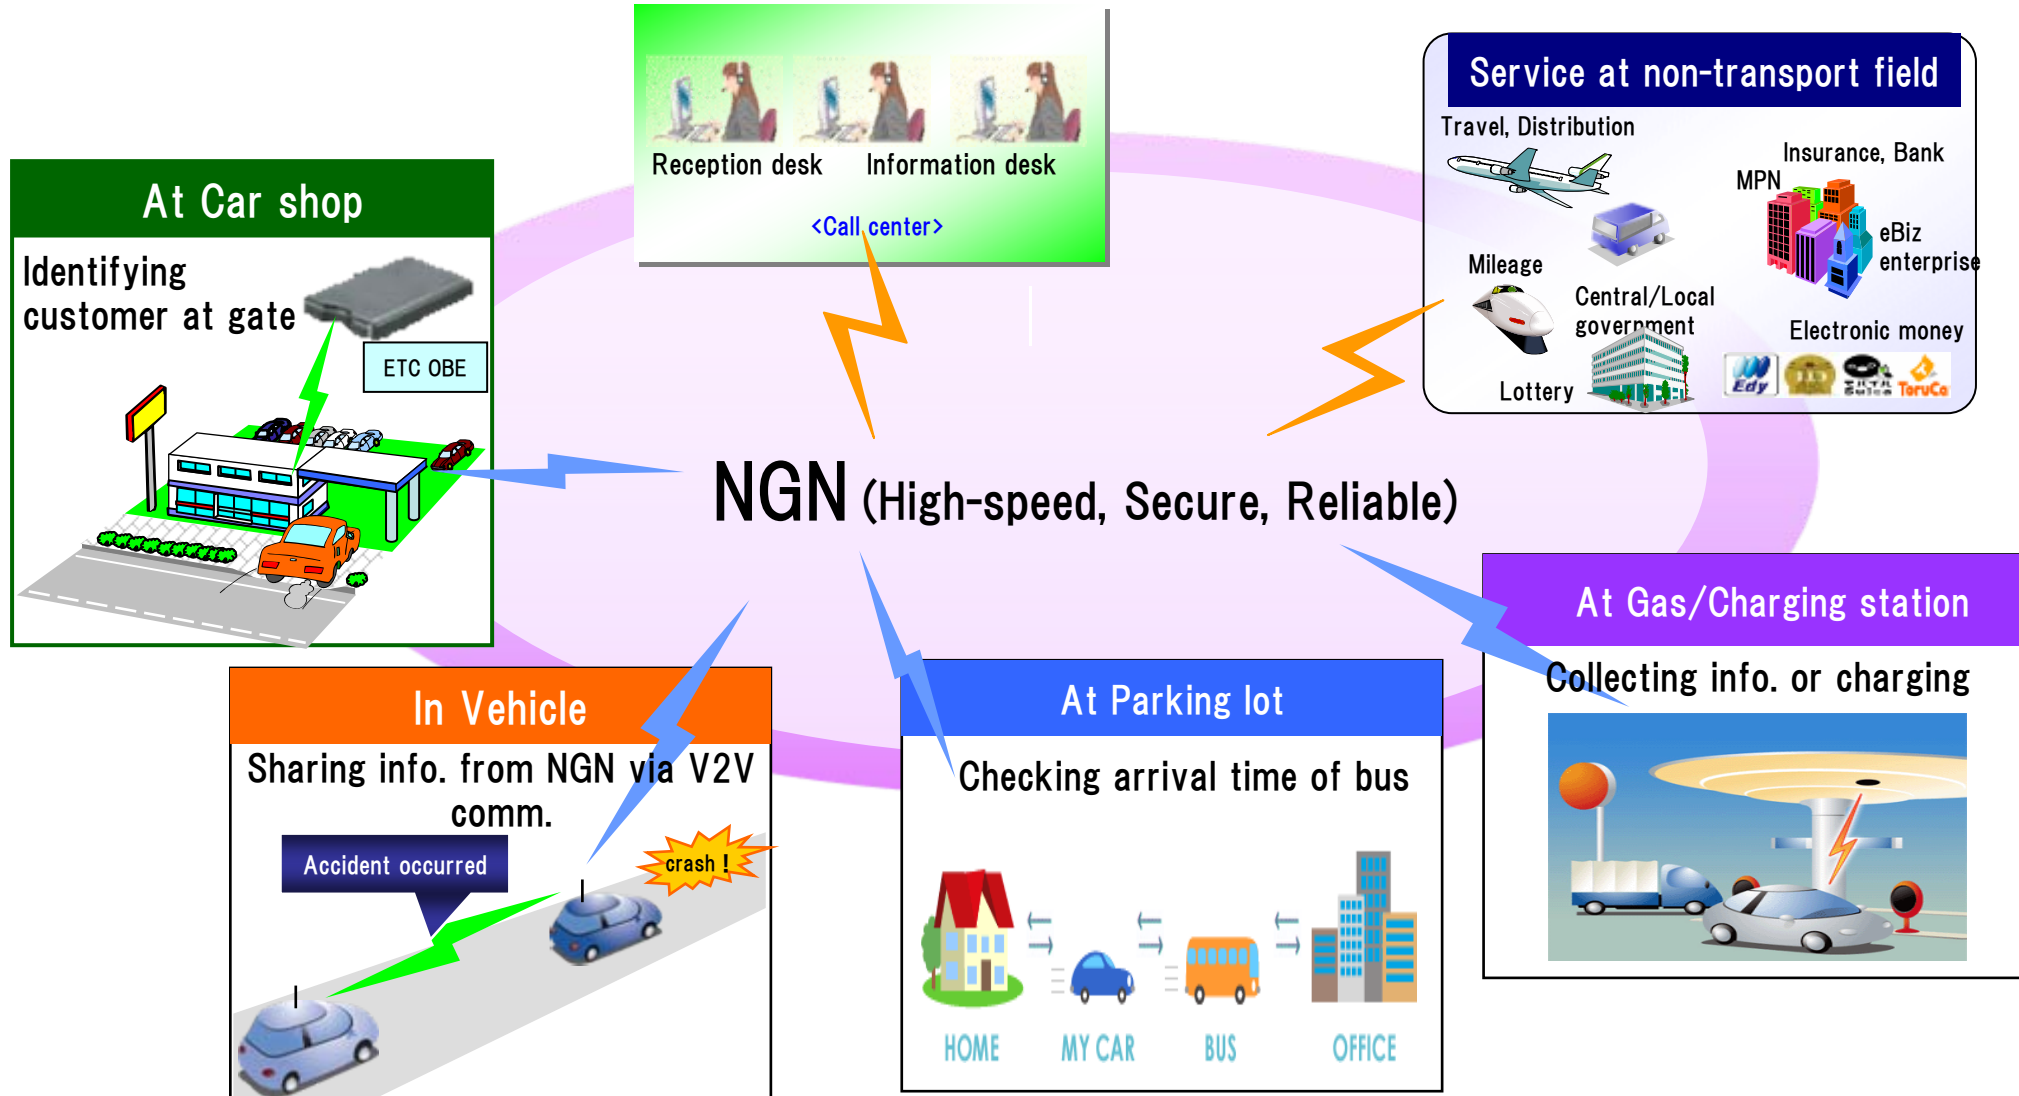 Reception desk
Information desk
<Call center>
Service at non-transport field
Travel, Distribution
Insurance, Bank
MPN
eBiz
enterprise
Mileage
Central/Local
government
Electronic money
Lottery
Edy
ToruCa
At Car shop
Identifying
customer at gate
ETC OBE
NGN (High-speed, Secure, Reliable)
At Gas/Charging station
Collecting info. or charging
In Vehicle
Sharing info. from NGN via V2V
comm.
Accident occurred
crash !
At Parking lot
Checking arrival time of bus
HOME
MY CAR
BUS
OFFICE